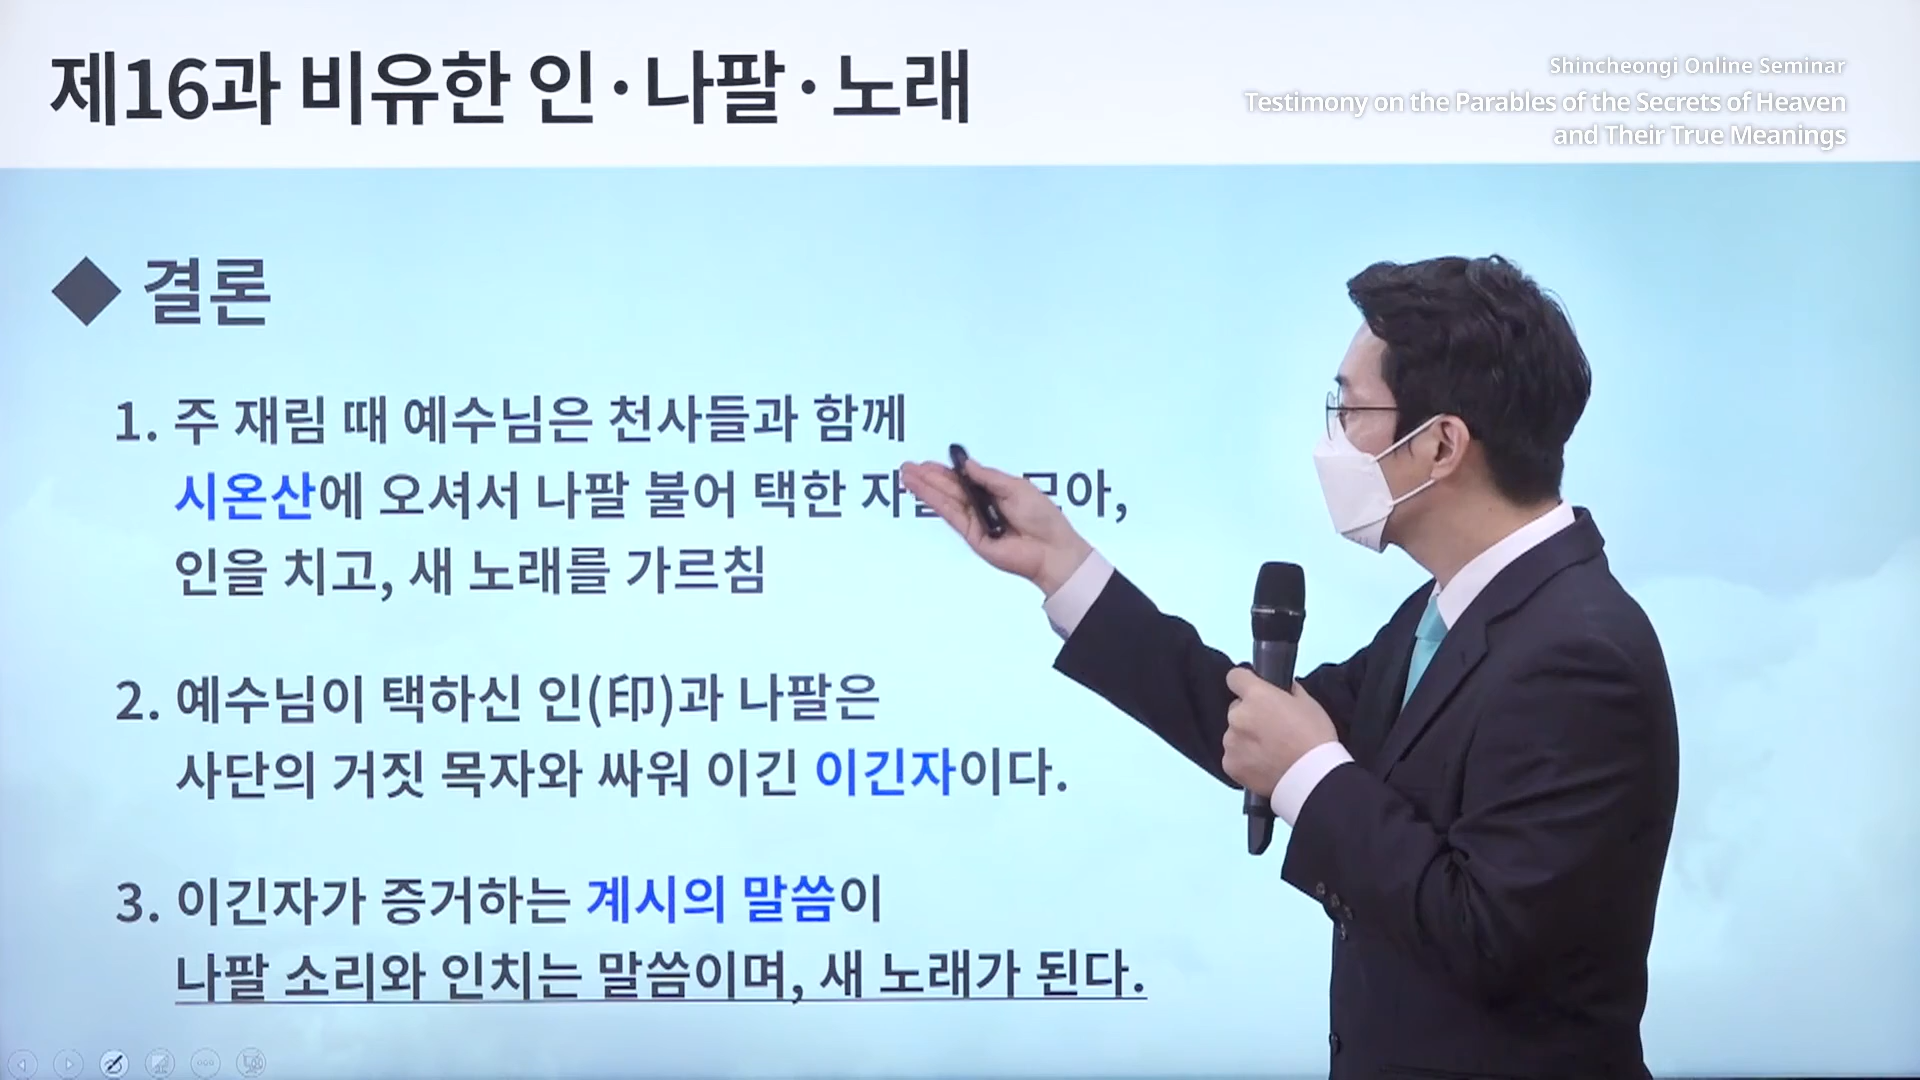 제16과 비유한 인·나팔·노래
Shincheongi Online Seminar
Testimony on the Parables of the Secrets of Heaven
and Their True Meanings
◆ 결론
1. 주 재림 때 예수님은 천사들과 함께
시온산에 오셔서 나팔 불어 택한
인을 치고, 새 노래를 가르침
2. 예수님이 택하신 인(印)과 나팔은
사단의 거짓 목자와 싸워 이긴 이긴자이다.
3. 이긴자가 증거하는 계시의 말씀이
나팔 소리와 인치는 말씀이며, 새 노래가 된다.